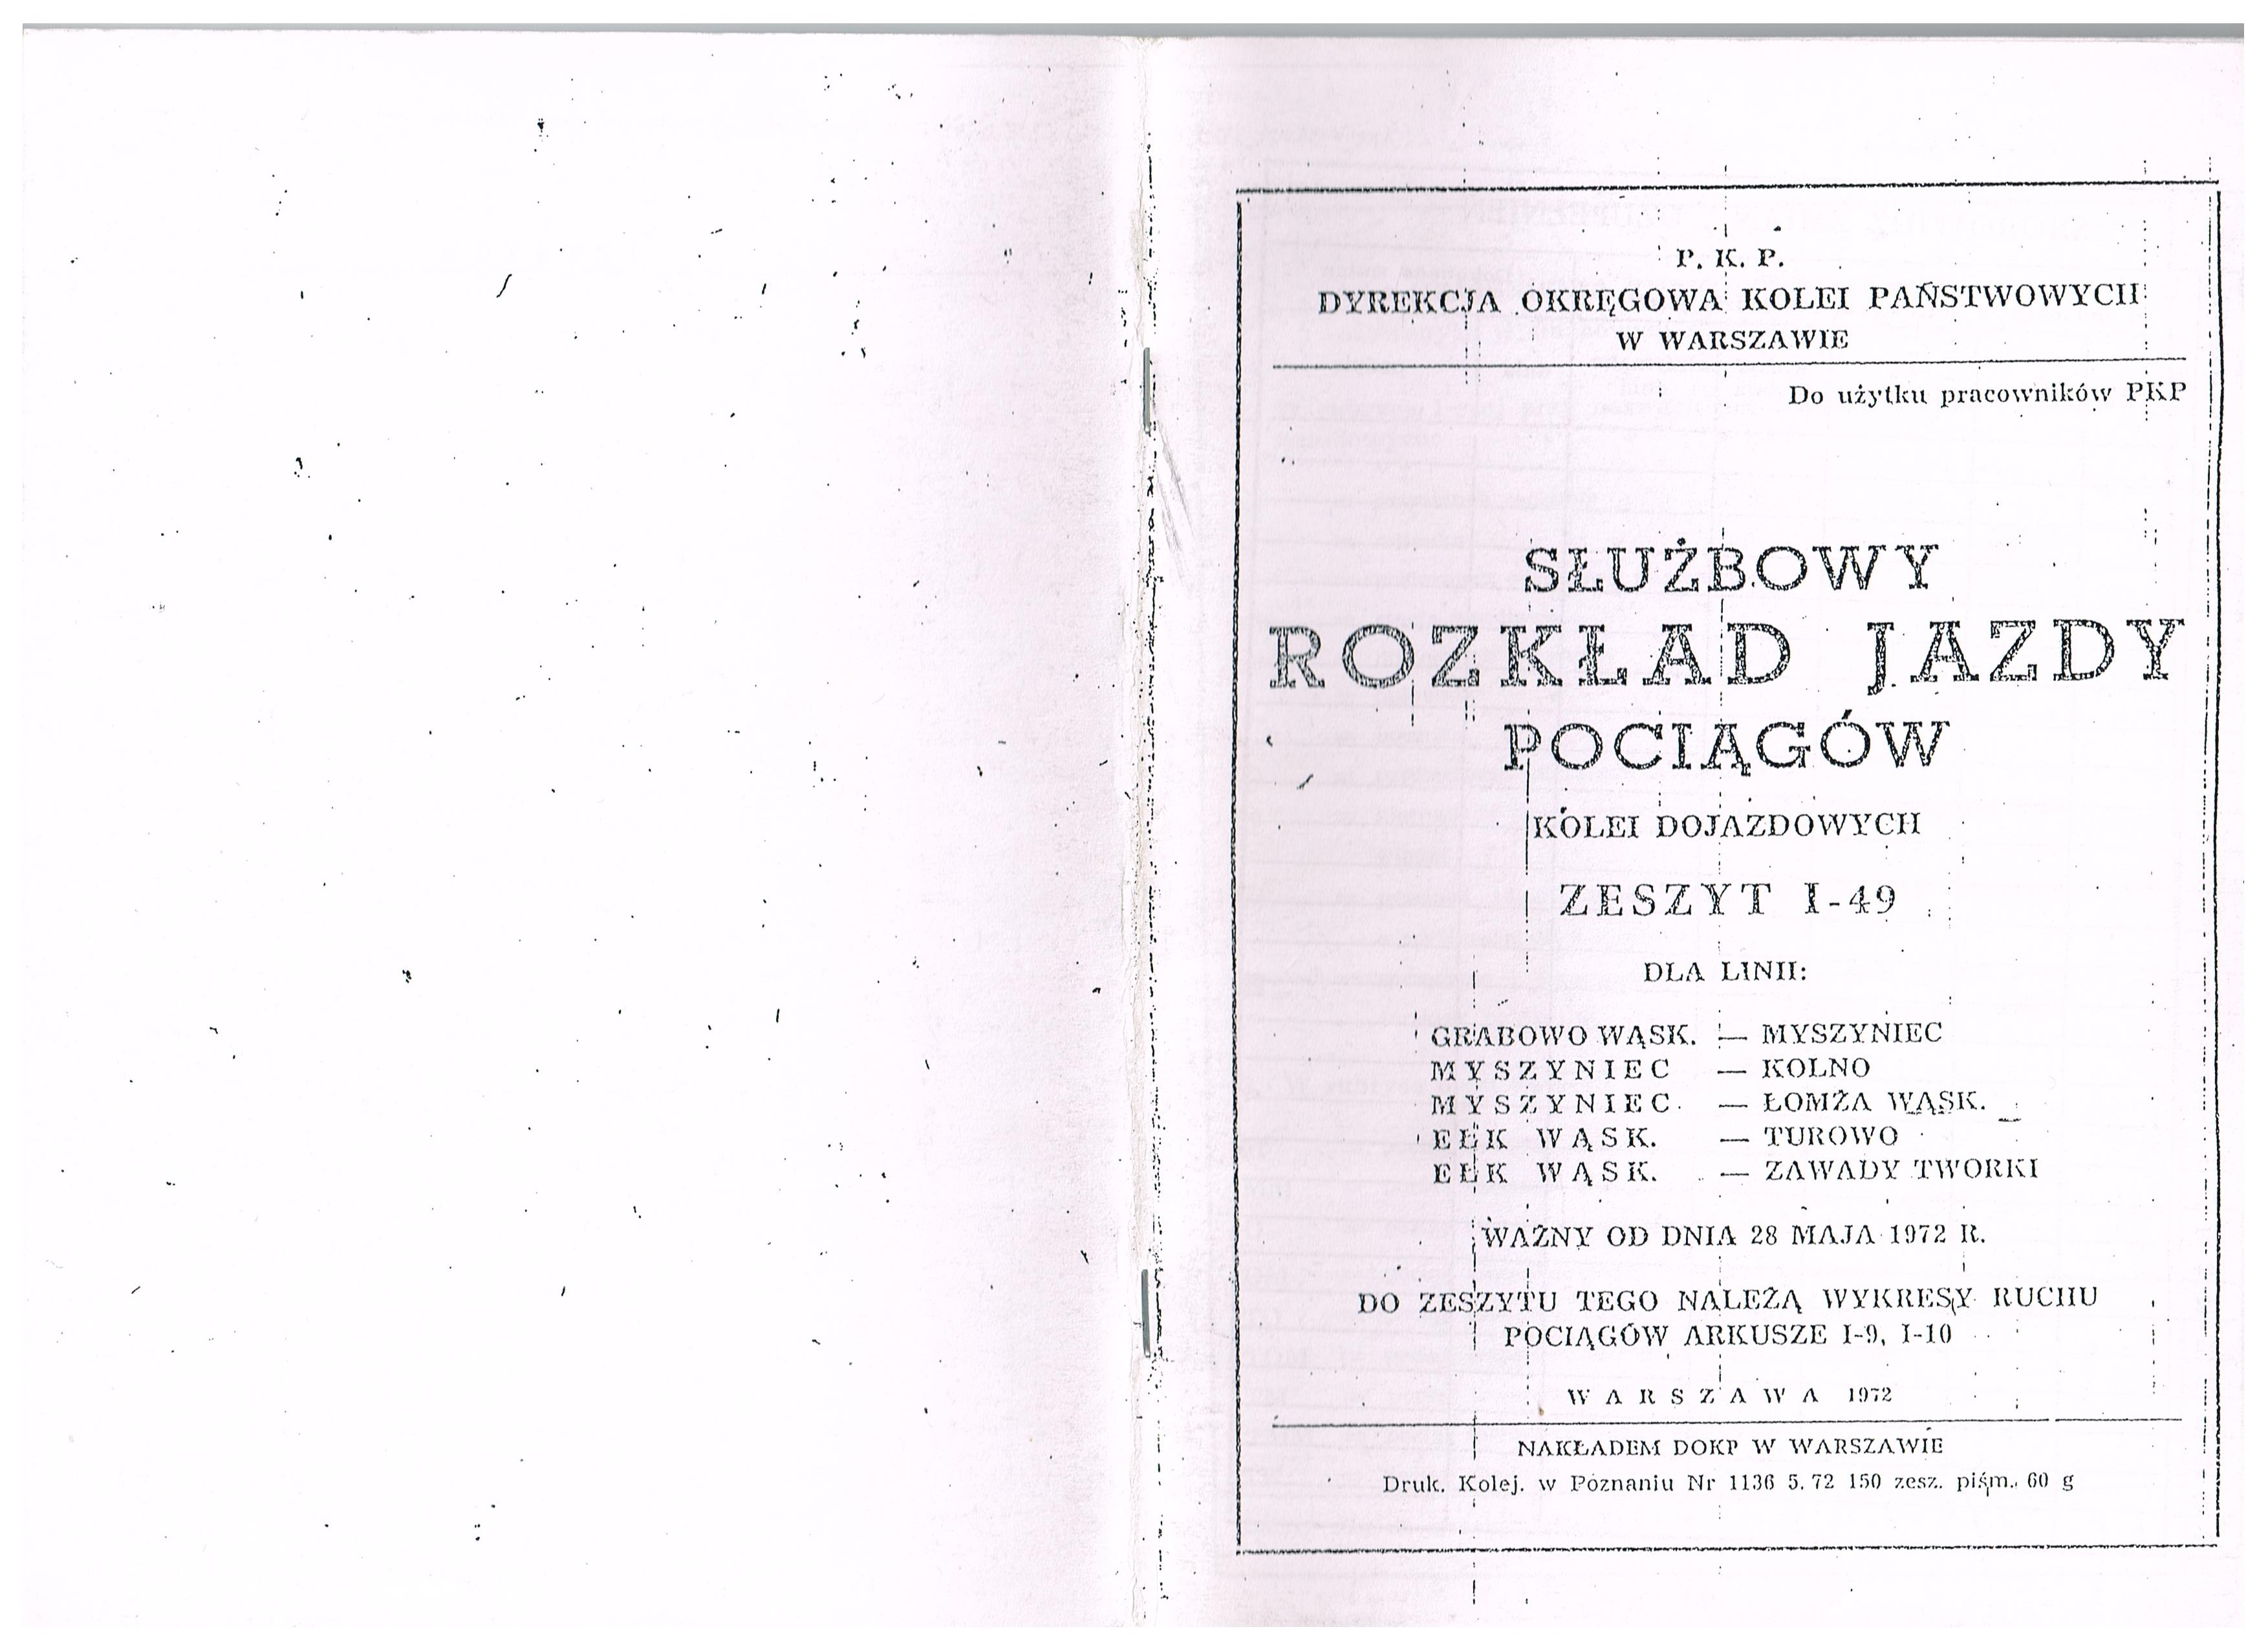 P. K. P.
DYREKCJA OKRĘGOWA KOLEI PAŃSTWOWYCH
W WARSZAWIE
Do użytku pracowników PKP
SŁUŻBOWY
ROZKŁAD JAZDY
POCIĄGÓW
KOLEI DOJAZDOWYCH
ZESZYT I-49
DLA LINII:
GRABOWO WĄSK. — MYSZYNIEC
MYSZYNIEC — KOLNO
MYSZYNIEC — ŁOMŻA WĄSK.
EŁK WĄSK. — TUROWO
EŁK WĄSK. — ZAWADY TWORKI
WAŻNY OD DNIA 28 MAJA 1972 R.
DO ZESZYTU TEGO NALEŻĄ WYKRESY RUCHU
POCIĄGÓW ARKUSZE I-9, I-10
WARSZAWA 1972
NAKŁADEM DOKP W WARSZAWIE
Druk. Kolej. w Poznaniu Nr 1136 5.72 150 zesz. piśm. 60 g